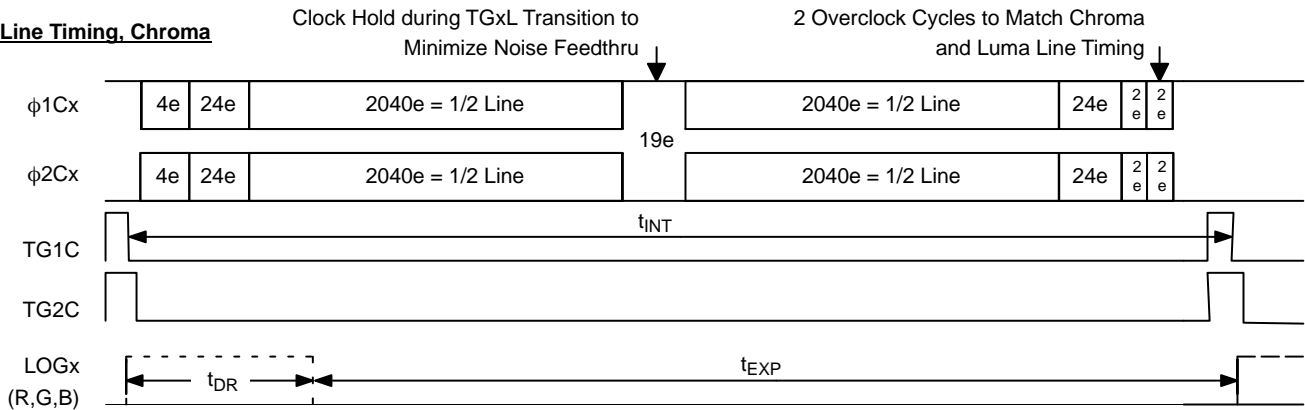 Line Timing, Chroma
Clock Hold during TGxL Transition to
Minimize Noise Feedthru
2 Overclock Cycles to Match Chroma
and Luma Line Timing
ϕ1Cx
4e
24e
2040e = 1/2 Line
2040e = 1/2 Line
24e
2
e
2
e
19e
ϕ2Cx
4e
24e
2040e = 1/2 Line
2040e = 1/2 Line
24e
2
e
2
e
tINT
TG1C
TG2C
LOGx
(R,G,B)
tDR
tEXP